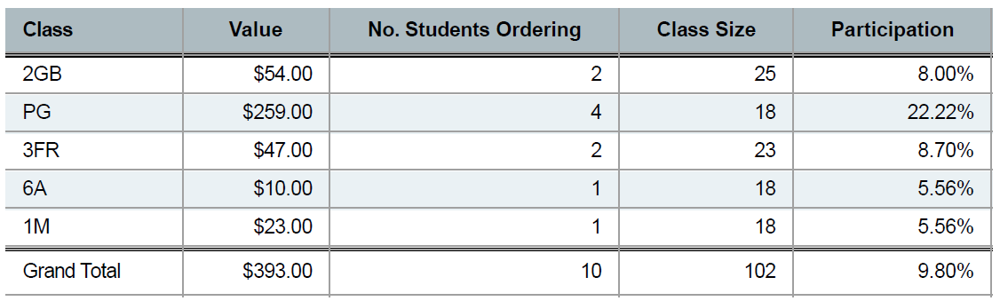 Class Value No. Students Ordering Class Size Participation
2GB $54.00 2 25 8.00%
PG $259.00 4 18 22.22%
3FR $47.00 2 23 8.70%
6A $10.00 1 18 5.56%
1M $23.00 1 18 5.56%
Grand Total $393.00 10 102 9.80%